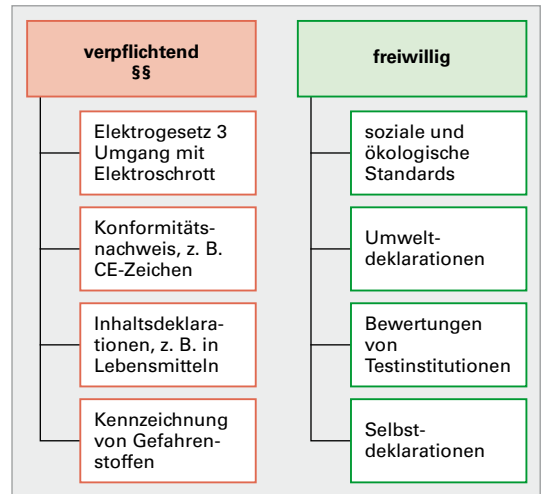 verpflichtend
§§
Elektrogesetz 3
Umgang mit
Elektroschrott
Konformitäts-
nachweis, z. B.
CE-Zeichen
Inhaltsdeklara-
tionen, z. B. in
Lebensmitteln
Kennzeichnung
von Gefahren-
stoffen
freiwillig
soziale und
ökologische
Standards
Umwelt-
deklarationen
Bewertungen
von
Testinstitutionen
Selbst-
deklarationen